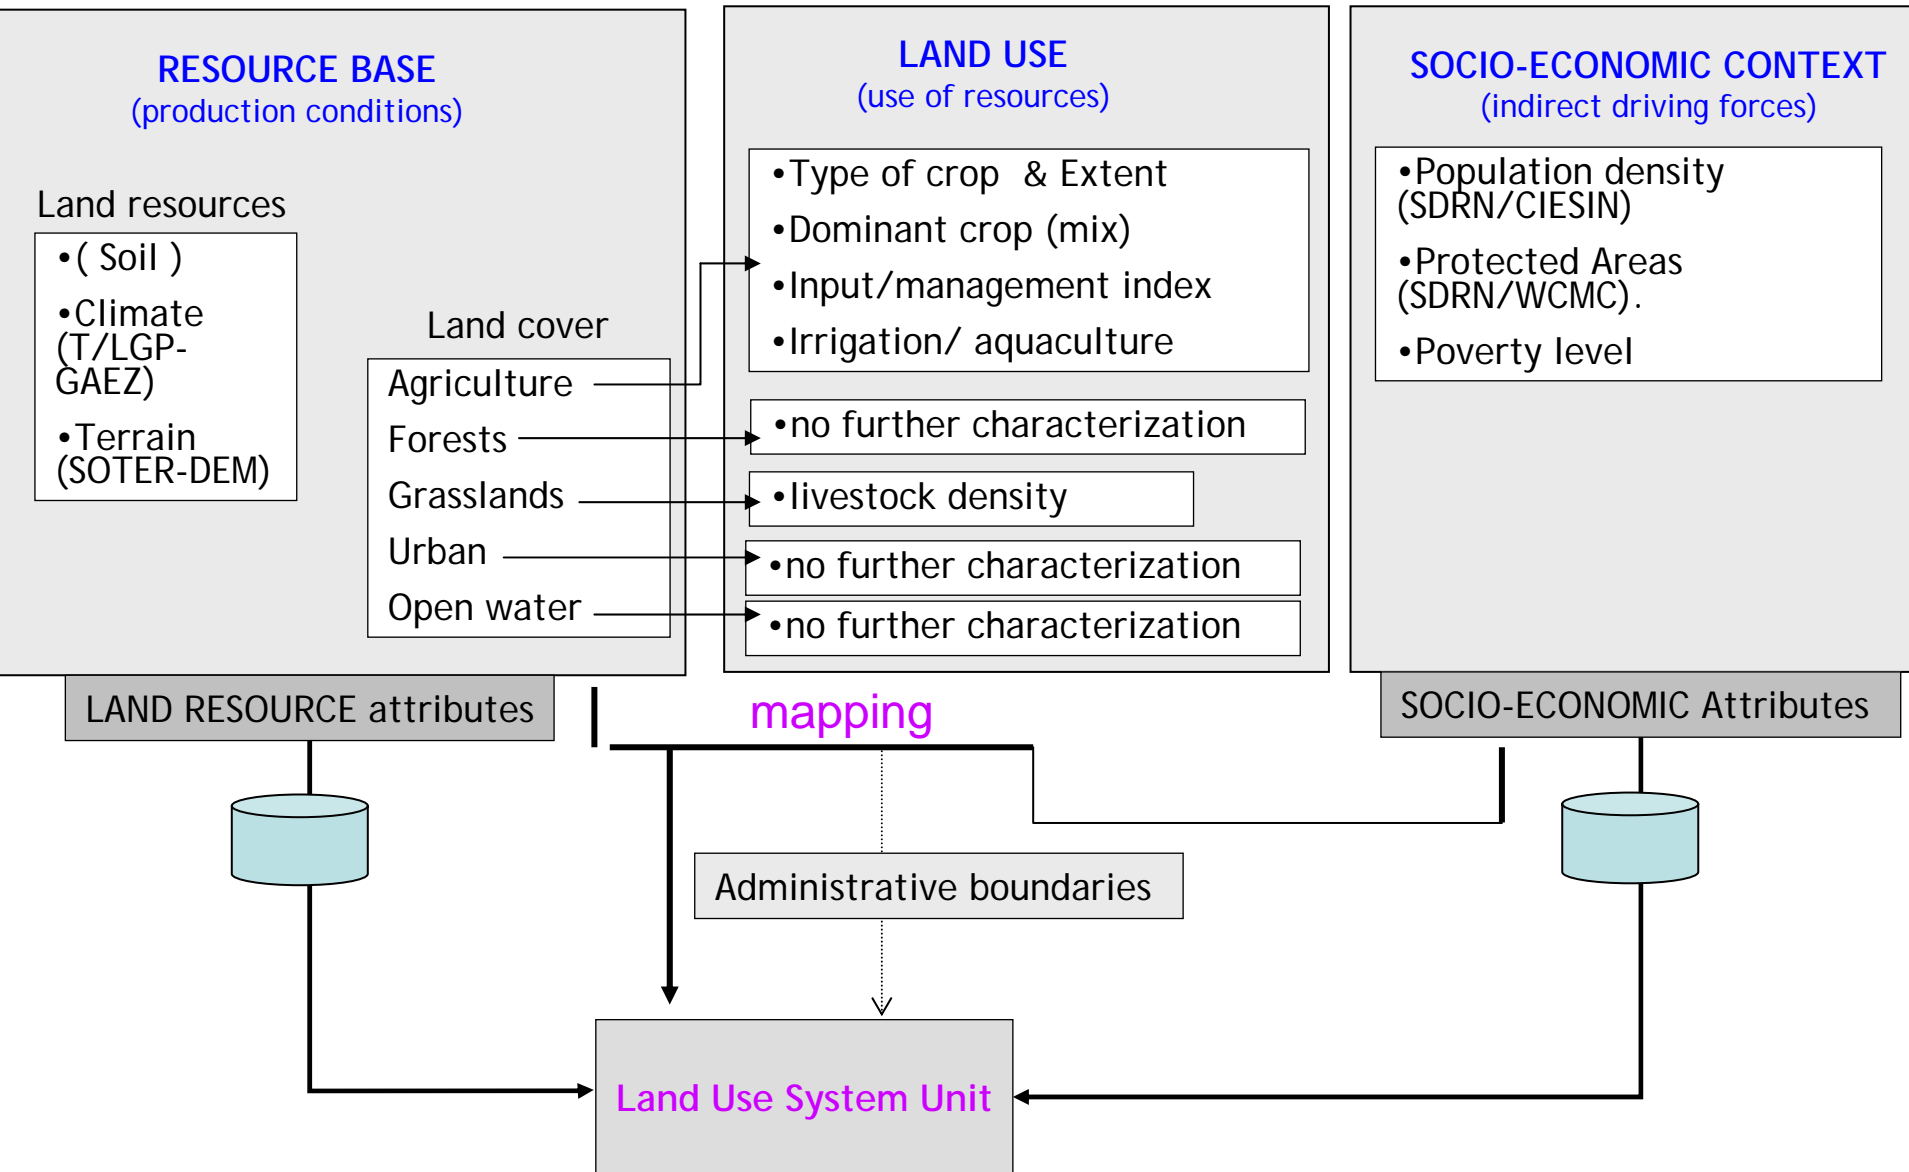 RESOURCE BASE
(production conditions)
Land resources
•( Soil )
•Climate
(T/LGP-
GAEZ)
•Terrain
(SOTER-DEM)
Land cover
Agriculture
Forests
Grasslands
Urban
Open water
LAND USE
(use of resources)
•Type of crop & Extent
•Dominant crop (mix)
•Input/management index
•Irrigation/ aquaculture
•no further characterization
•livestock density
•no further characterization
•no further characterization
SOCIO-ECONOMIC CONTEXT
(indirect driving forces)
•Population density
(SDRN/CIESIN)
•Protected Areas
(SDRN/WCMC).
•Poverty level
LAND RESOURCE attributes
mapping
SOCIO-ECONOMIC Attributes
Administrative boundaries
Land Use System Unit